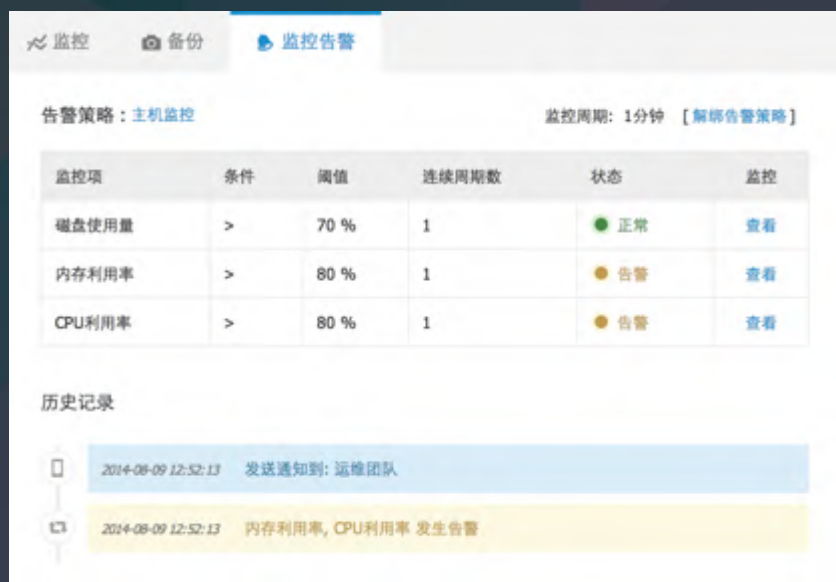 监控 备份 监控告警
告警策略：主机监控 监控周期: 1分钟 [解绑告警策略]
监控项 条件 阈值 连续周期数 状态 监控
磁盘使用量 > 70 % 1 正常 查看
内存利用率 > 80 % 1 告警 查看
CPU利用率 > 80 % 1 告警 查看
历史记录
2014-08-09 12:52:13 发送通知到: 运维团队
2014-08-09 12:52:13 内存利用率, CPU利用率 发生告警